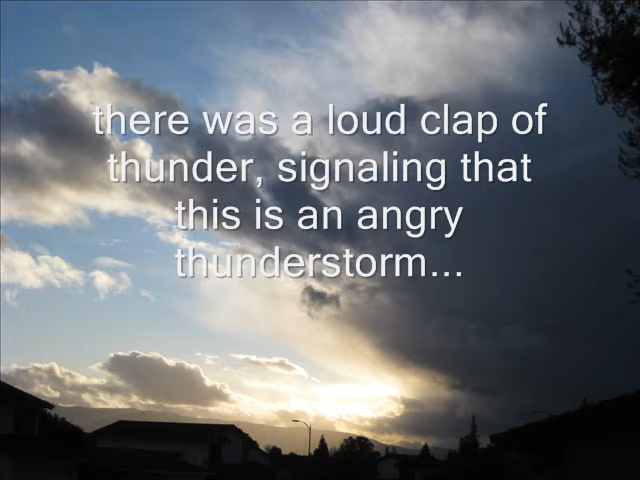 there was a loud clap of
thunder, signaling that
this is an angry
thunderstorm...